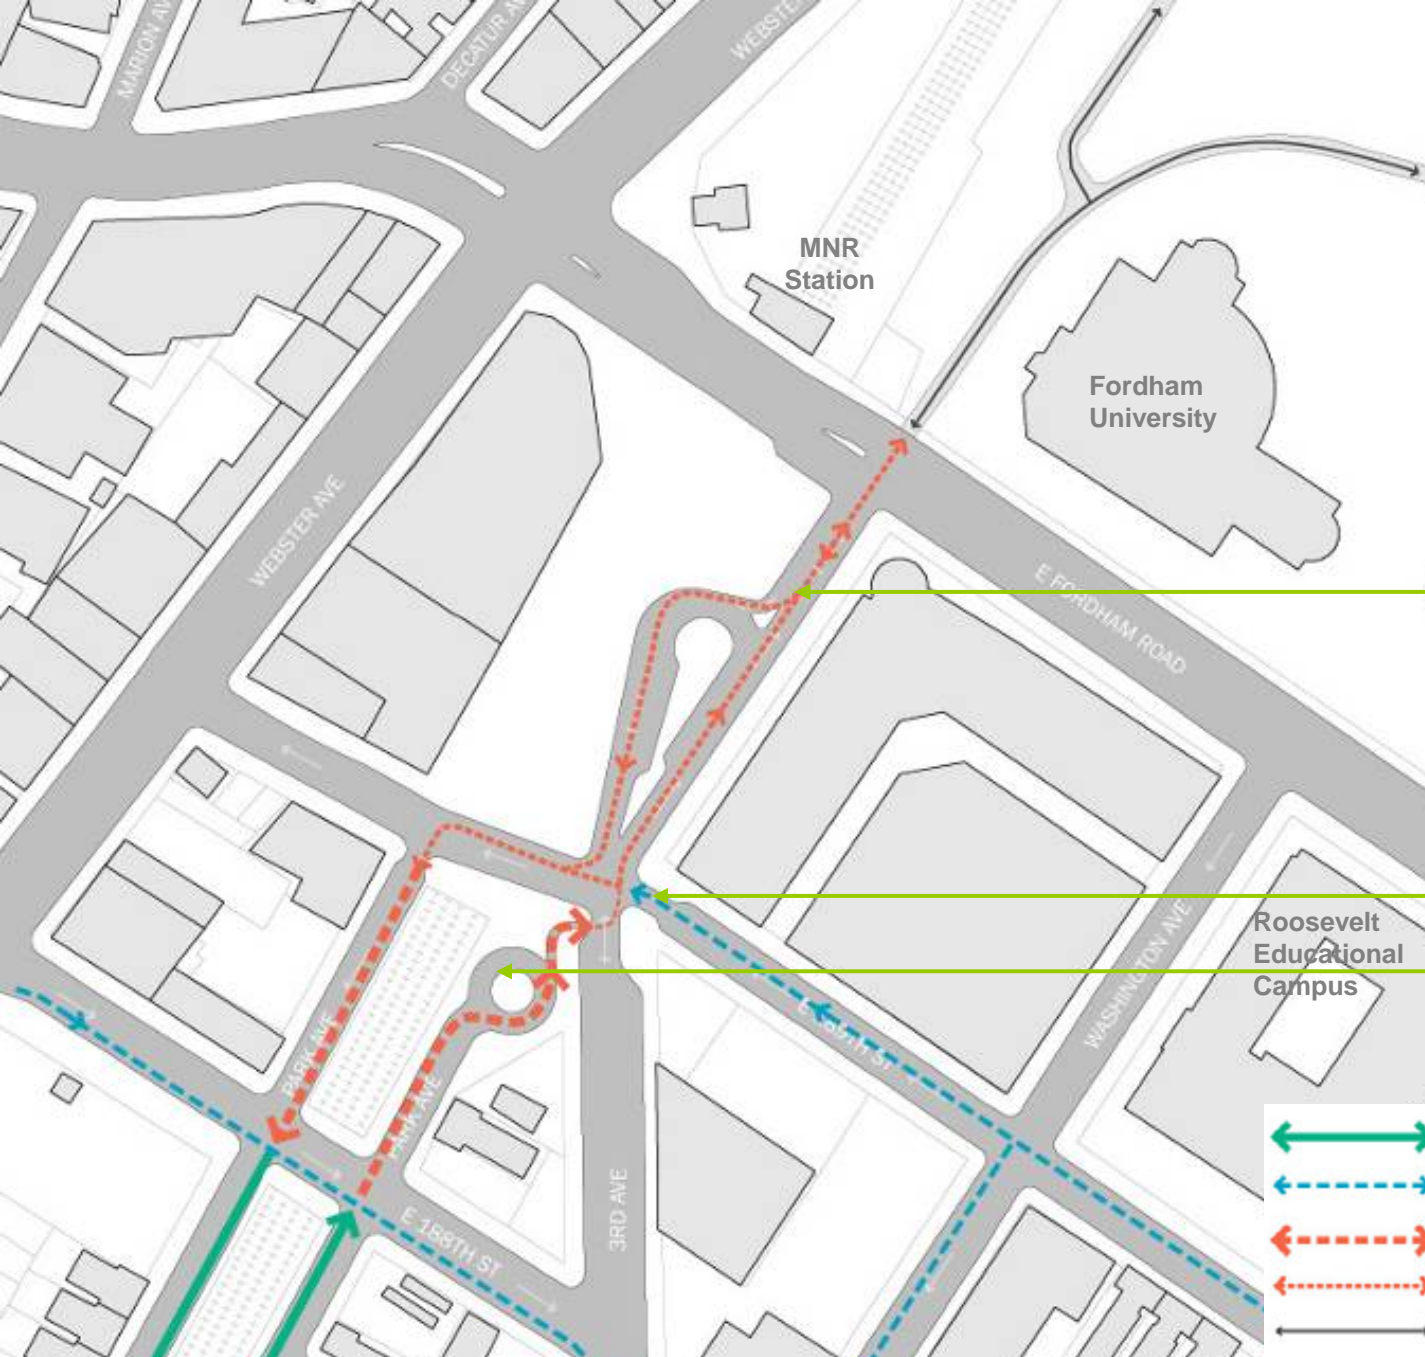 MARION AV
DECATUR AV
WEBSTE
MNR
Station
Fordham
University
WEBSTER AVE
E FORDHAM ROAD
Roosevelt
Educational
Campus
WASHINGTON AVE
PARK AVE
PARK AVE
3RD AVE
E 188TH ST